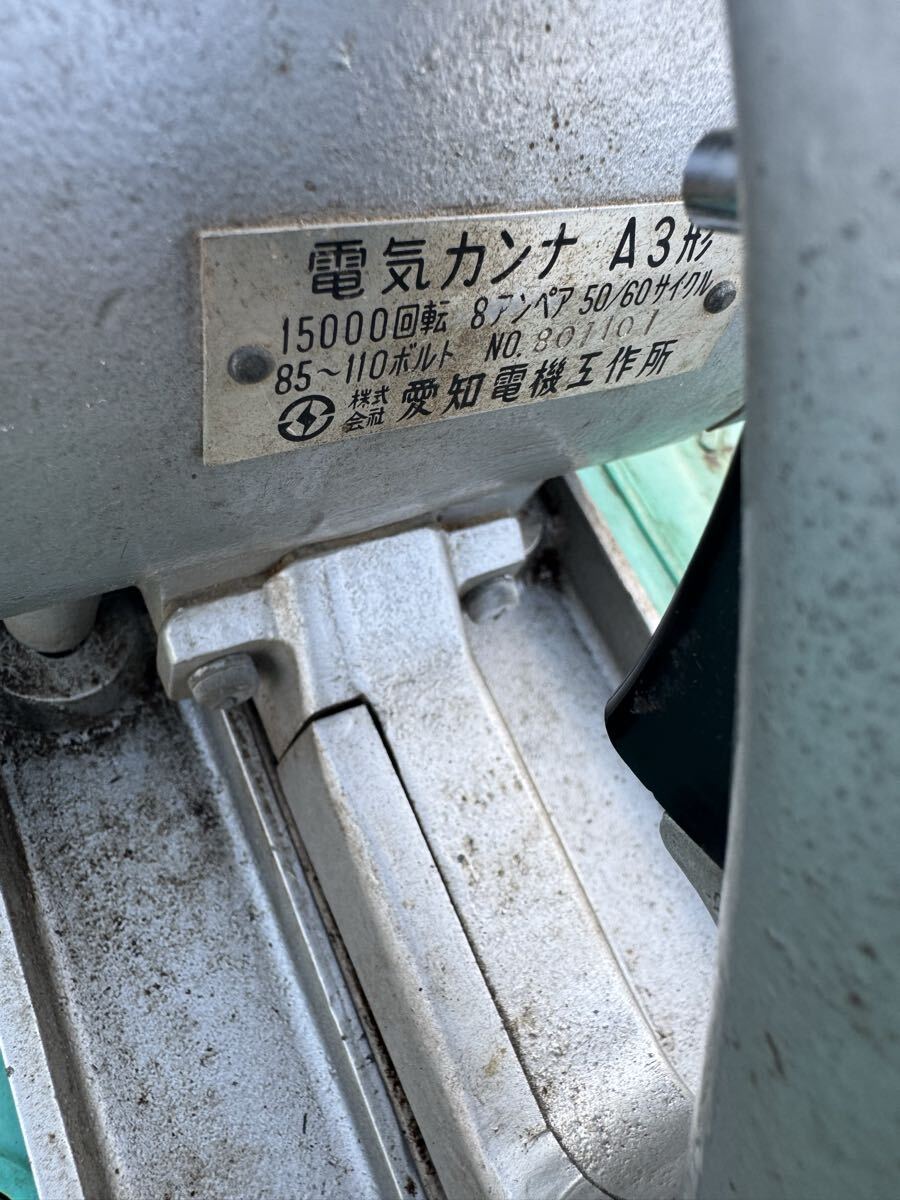 電気カンナ A3形
15000回転 8アンペア 50/60サイクル
85~110ボルト NO. 801101
株式会社 愛知電機工作所